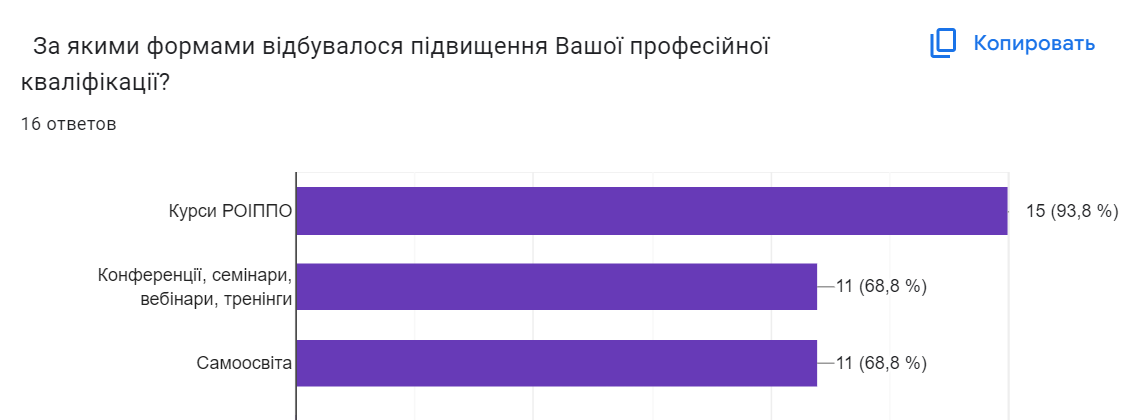 За якими формами відбувалося підвищення Вашої професійної
кваліфікації?
Копировать
16 ответов
Курси РОІППО
15 (93,8 %)
Конференції, семінари,
вебінари, тренінги
11 (68,8 %)
Самоосвіта
11 (68,8 %)